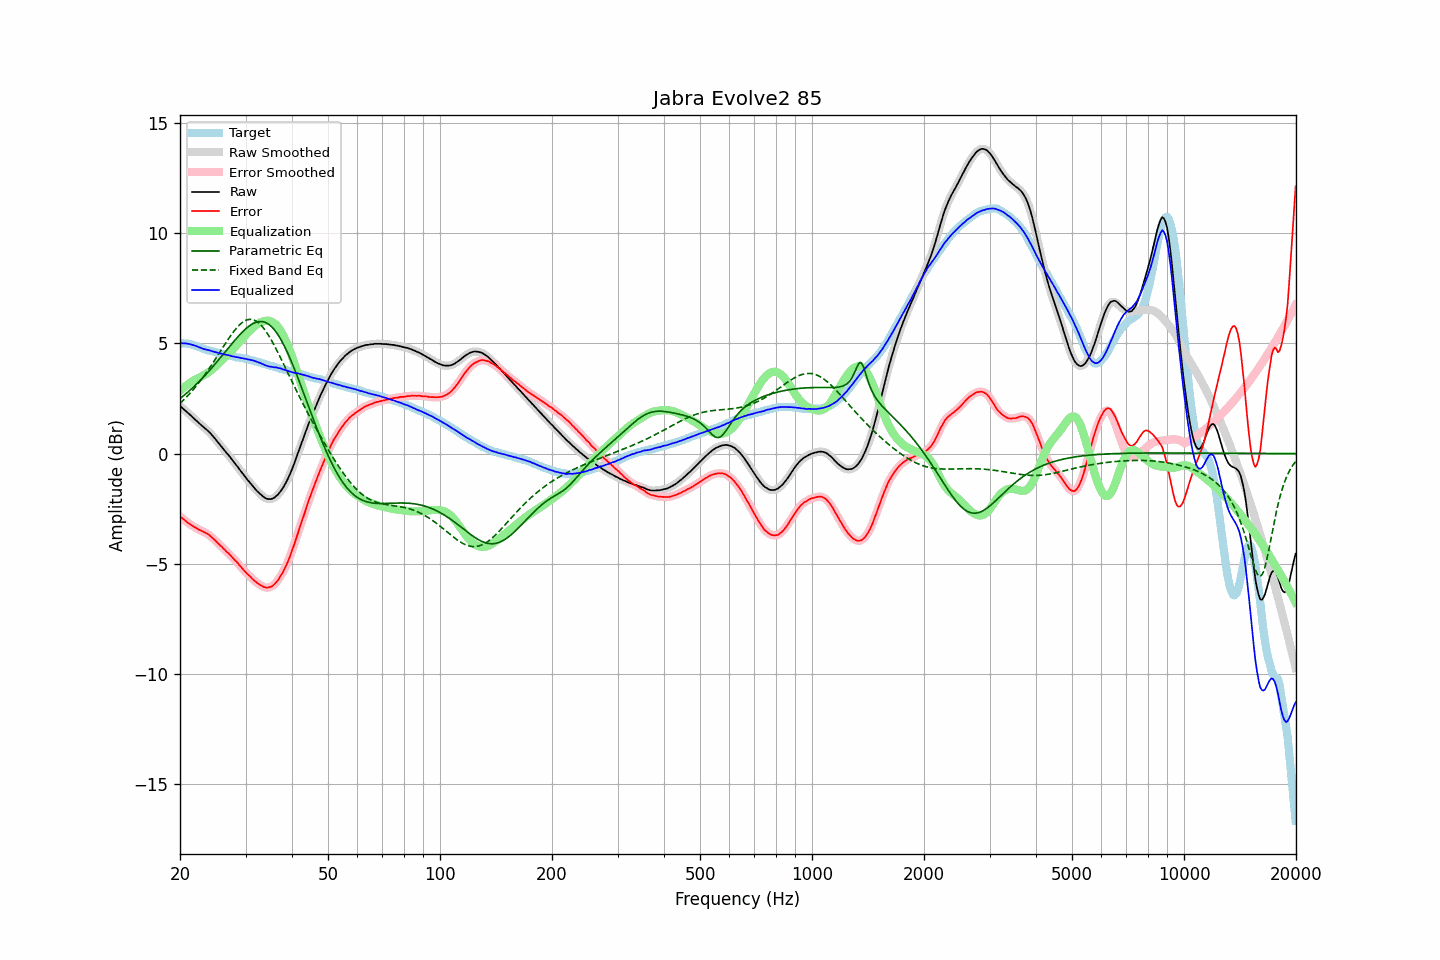 Jabra Evolve2 85
Target
Raw Smoothed
Error Smoothed
Raw
Error
Equalization
Parametric Eq
Fixed Band Eq
Equalized
Amplitude (dBr)
15
10
5
0
−5
−10
−15
20
50
100
200
500
1000
2000
5000
10000
20000
Frequency (Hz)